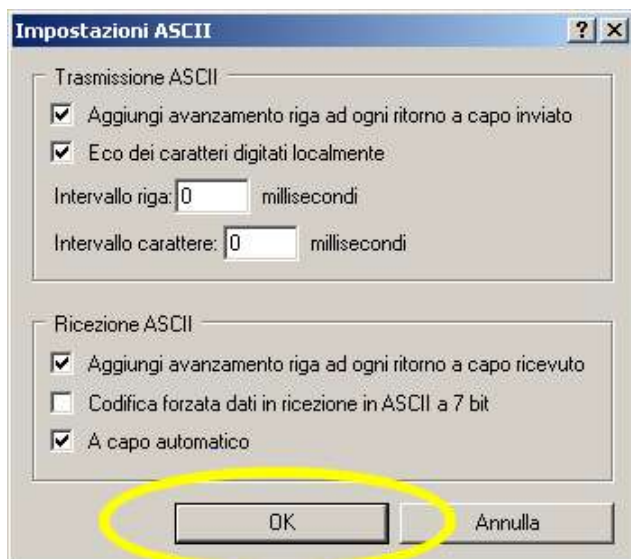 Impostazioni ASCII
Trasmissione ASCII
Aggiungi avanzamento riga ad ogni ritorno a capo inviato
Eco dei caratteri digitati localmente
Intervallo riga: 0 millisecondi
Intervallo carattere: 0 millisecondi
Ricezione ASCII
Aggiungi avanzamento riga ad ogni ritorno a capo ricevuto
Codifica forzata dati in ricezione in ASCII a 7 bit
A capo automatico
OK Annulla